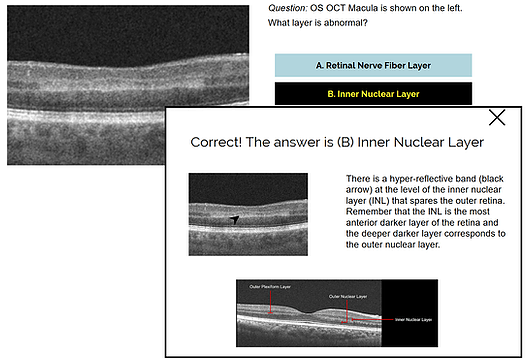 Question: OS OCT Macula is shown on the left.
What layer is abnormal?
A. Retinal Nerve Fiber Layer
B. Inner Nuclear Layer
Correct! The answer is (B) Inner Nuclear Layer
There is a hyper-reflective band (black
arrow) at the level of the inner nuclear
layer (INL) that spares the outer retina.
Remember that the INL is the most
anterior darker layer of the retina and
the deeper darker layer corresponds to
the outer nuclear layer.
Outer Plexiform Layer
Outer Nuclear Layer
Inner Nuclear Layer